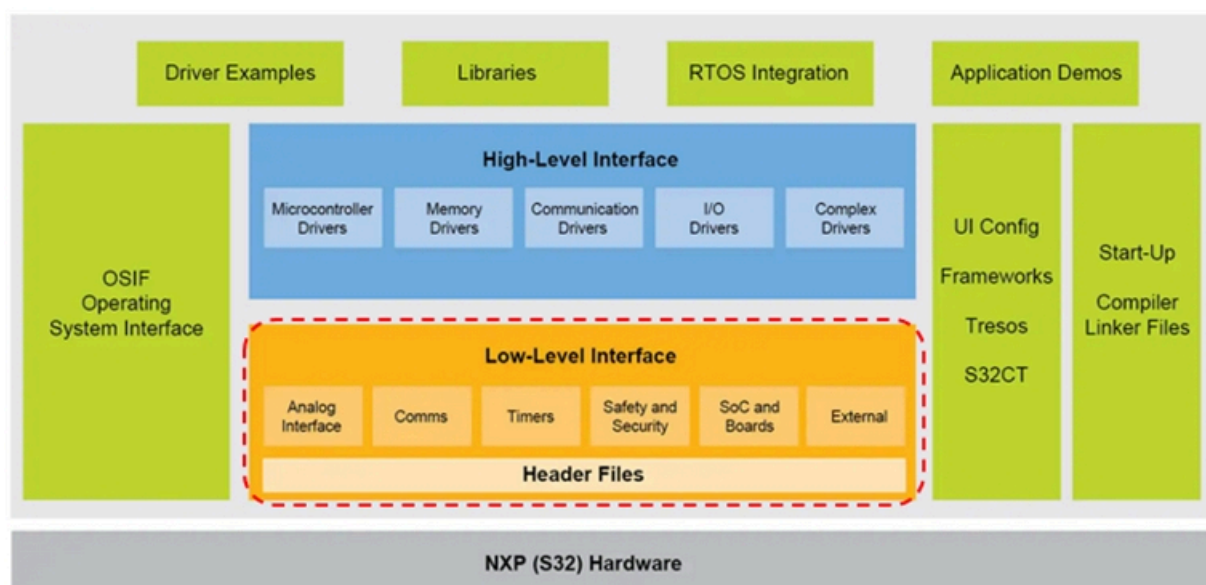 Driver Examples
Libraries
RTOS Integration
Application Demos
OSIF
Operating
System Interface
High-Level Interface
Microcontroller
Drivers
Memory
Drivers
Communication
Drivers
I/O
Drivers
Complex
Drivers
Low-Level Interface
Analog
Interface
Comms
Timers
Safety and
Security
SoC and
Boards
External
Header Files
UI Config
Frameworks
Tresos
S32CT
Start-Up
Compiler
Linker Files
NXP (S32) Hardware